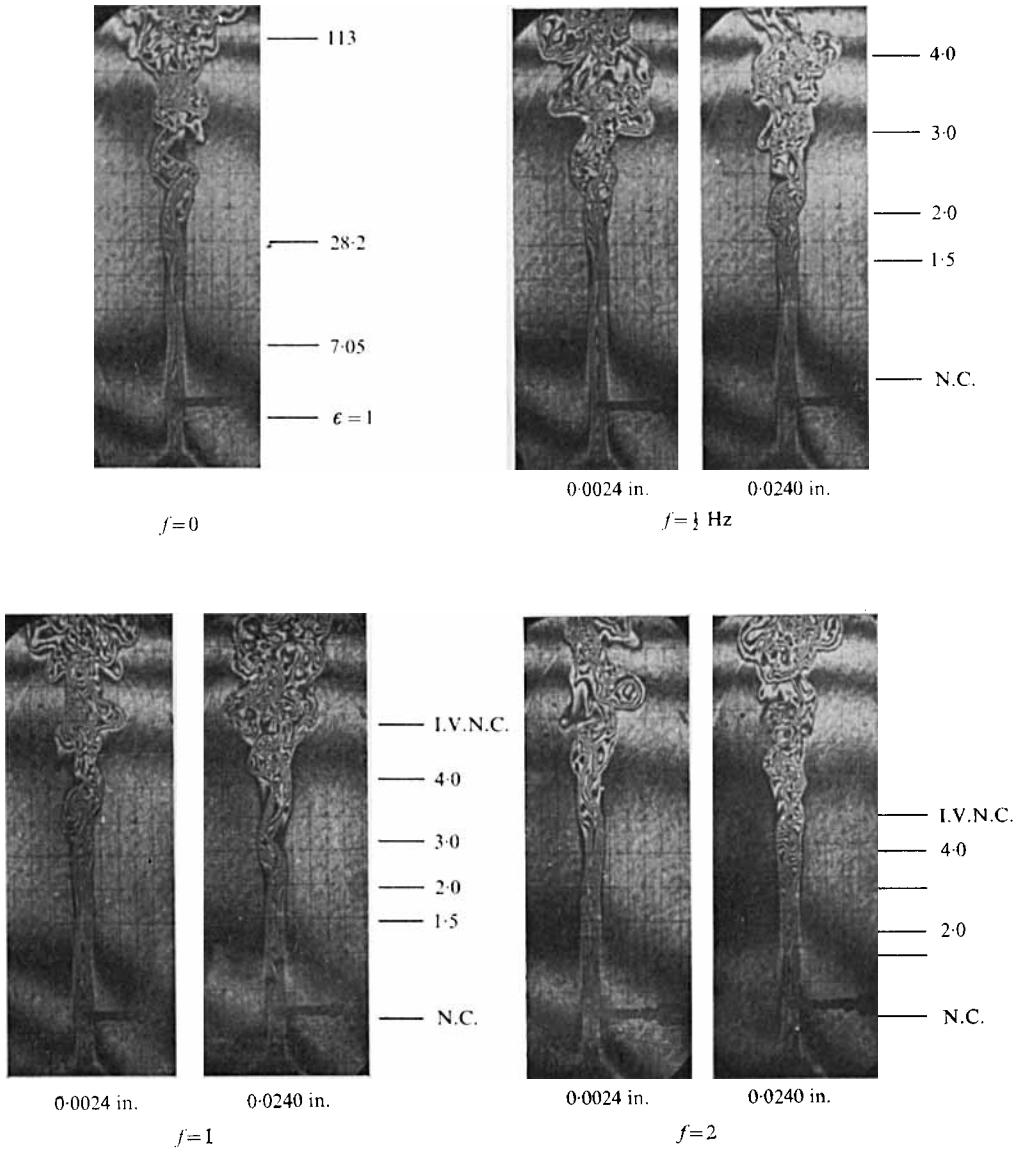 113
28·2
7·05
ϵ = 1
f=0
4·0
3·0
2·0
1·5
N.C.
0·0024 in.
0·0240 in.
f=½ Hz
I.V.N.C.
4·0
3·0
2·0
1·5
N.C.
0·0024 in.
0·0240 in.
f=1
I.V.N.C.
4·0
2·0
N.C.
0·0024 in.
0·0240 in.
f=2